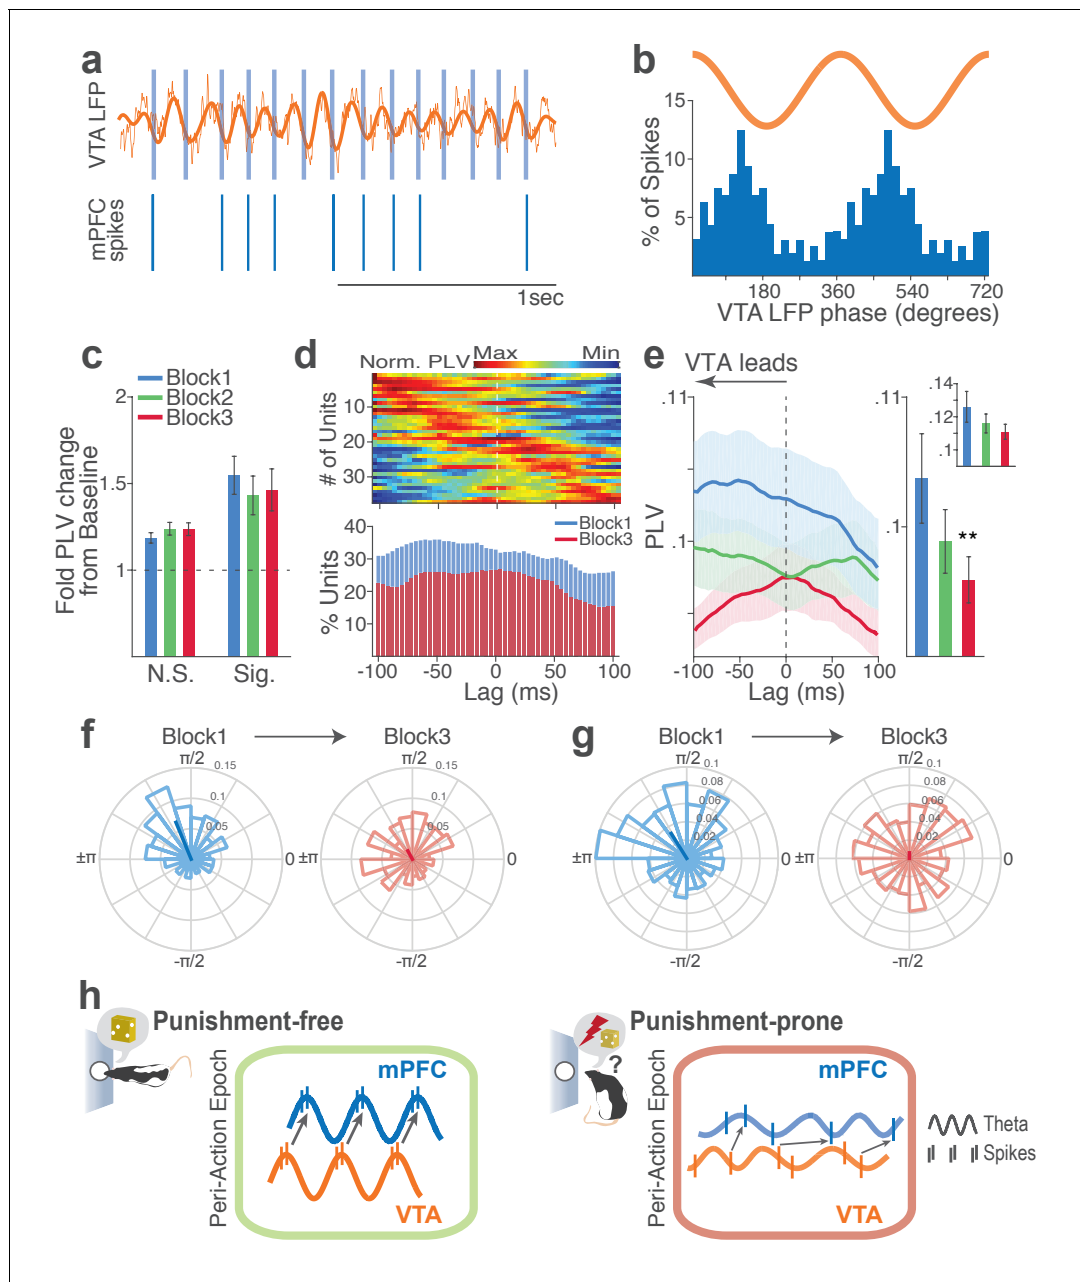 a
VTA LFP
mPFC
spikes
1sec
b
15
10
5
% of Spikes
180 360 540 720
VTA LFP phase (degrees)
c
Block1
Block2
Block3
2
1.5
1
Fold PLV change
from Baseline
N.S. Sig.
d
Norm. PLV Max Min
10
20
30
# of Units
40
30
20
10
% Units
Block1
Block3
-100 -50 0 50 100
Lag (ms)
e
VTA leads
.11
.1
PLV
-100 -50 0 50 100
Lag (ms)
.11
.1
**
.14
.12
.1
f
Block1 Block3
π/2 π/2
0.15
0.1 0.1
0.05 0.05
±π 0 ±π 0
-π/2 -π/2
g
Block1 Block3
π/2 π/2
0.1 0.1
0.08 0.08
0.06 0.06
0.04 0.04
0.02 0.02
±π 0 ±π 0
-π/2 -π/2
h
Punishment-free
Peri-Action Epoch
mPFC
VTA
Punishment-prone
?
Peri-Action Epoch
mPFC
VTA
Theta
Spikes